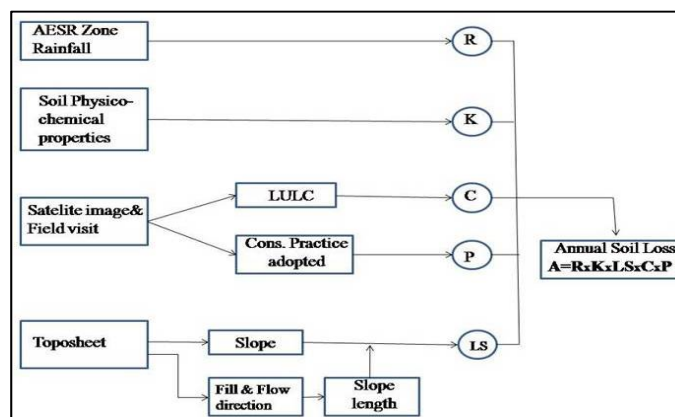 AESR Zone
Rainfall
R
Soil Physico-
chemical
properties
K
Satelite image&
Field visit
LULC
C
Cons. Practice
adopted
P
Annual Soil Loss
A=RxKxLSxCxP
Toposheet
Slope
LS
Fill & Flow
direction
Slope
length